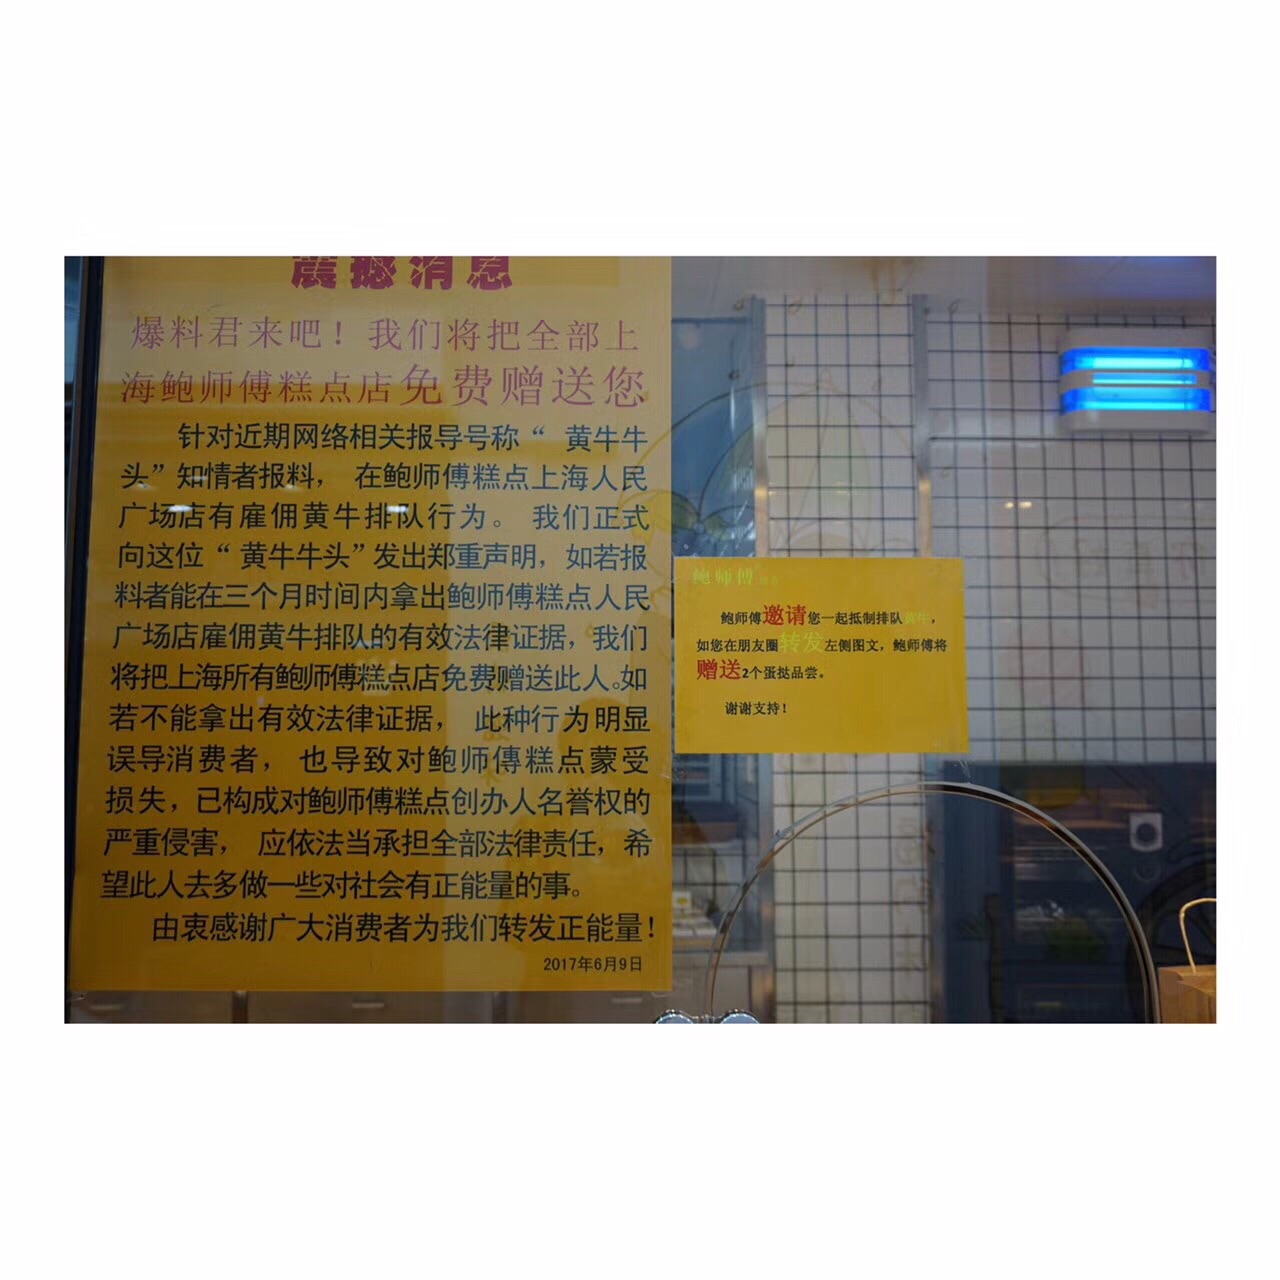 震撼消息
爆料君来吧！我们将把全部上
海鲍师傅糕点店免费赠送您
针对近期网络相关报导号称“ 黄牛牛
头”知情者报料， 在鲍师傅糕点上海人民
广场店有雇佣黄牛排队行为。 我们正式
向这位“ 黄牛牛头”发出郑重声明，如若报
料者能在三个月时间内拿出鲍师傅糕点人民
广场店雇佣黄牛排队的有效法律证据，我们
将把上海所有鲍师傅糕点店免费赠送此人。如
若不能拿出有效法律证据， 此种行为明显
误导消费者，也导致对鲍师傅糕点蒙受
损失，已构成对鲍师傅糕点创办人名誉权的
严重侵害， 应依法当承担全部法律责任，希
望此人去多做一些对社会有正能量的事。
由衷感谢广大消费者为我们转发正能量！
2017年6月9日
鲍师傅
鲍师傅邀请您一起抵制排队黄牛，
如您在朋友圈转发左侧图文，鲍师傅将
赠送2个蛋挞品尝。
谢谢支持！